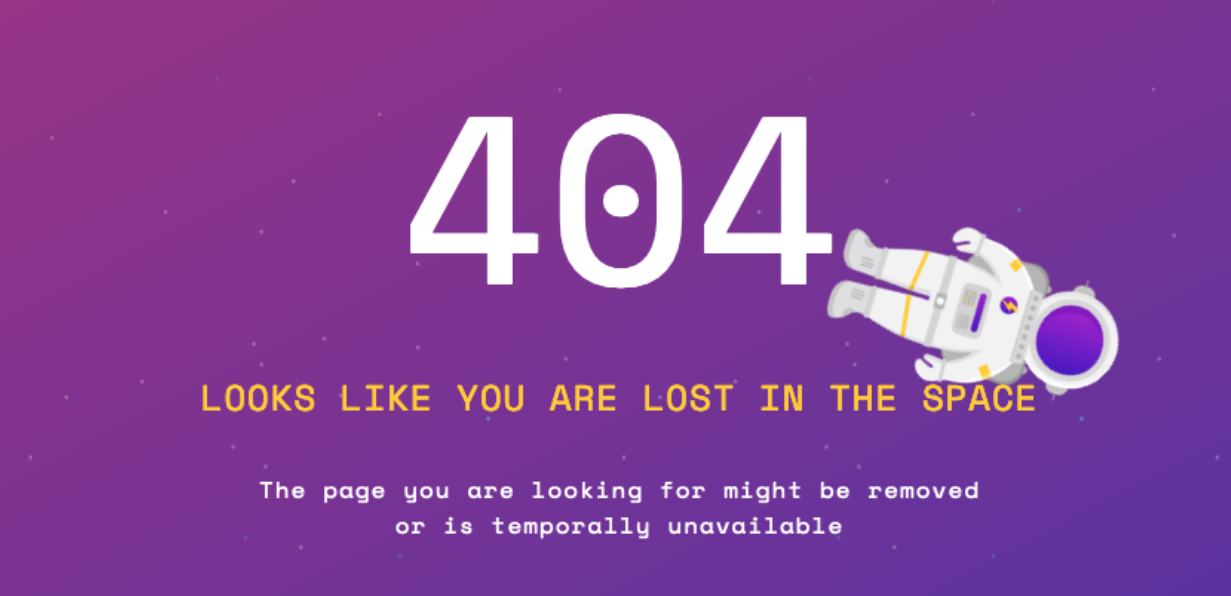 404
LOOKS LIKE YOU ARE LOST IN THE SPACE
The page you are looking for might be removed
or is temporally unavailable